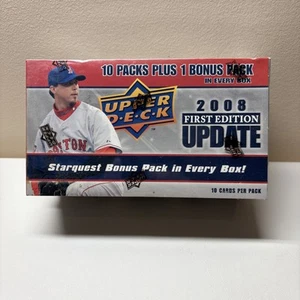 10 PACKS PLUS 1 BONUS PACK
IN EVERY BOX
UPPER
D·E·C·K
2008
FIRST EDITION
UPDATE
Starquest Bonus Pack in Every Box!
10 CARDS PER PACK